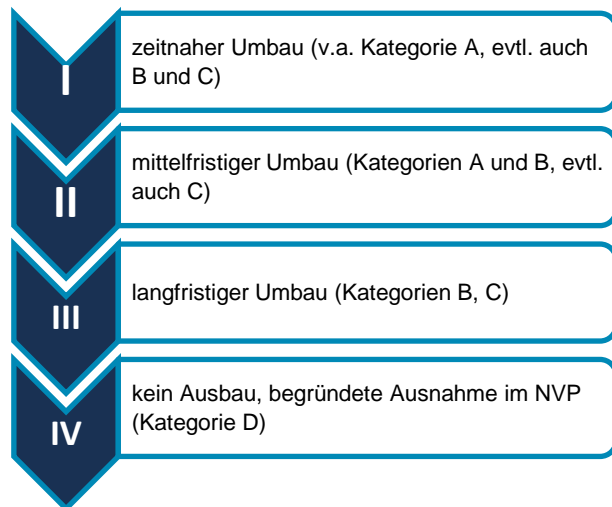 I
zeitnaher Umbau (v.a. Kategorie A, evtl. auch
B und C)
II
mittelfristiger Umbau (Kategorien A und B, evtl.
auch C)
III
langfristiger Umbau (Kategorien B, C)
IV
kein Ausbau, begründete Ausnahme im NVP
(Kategorie D)